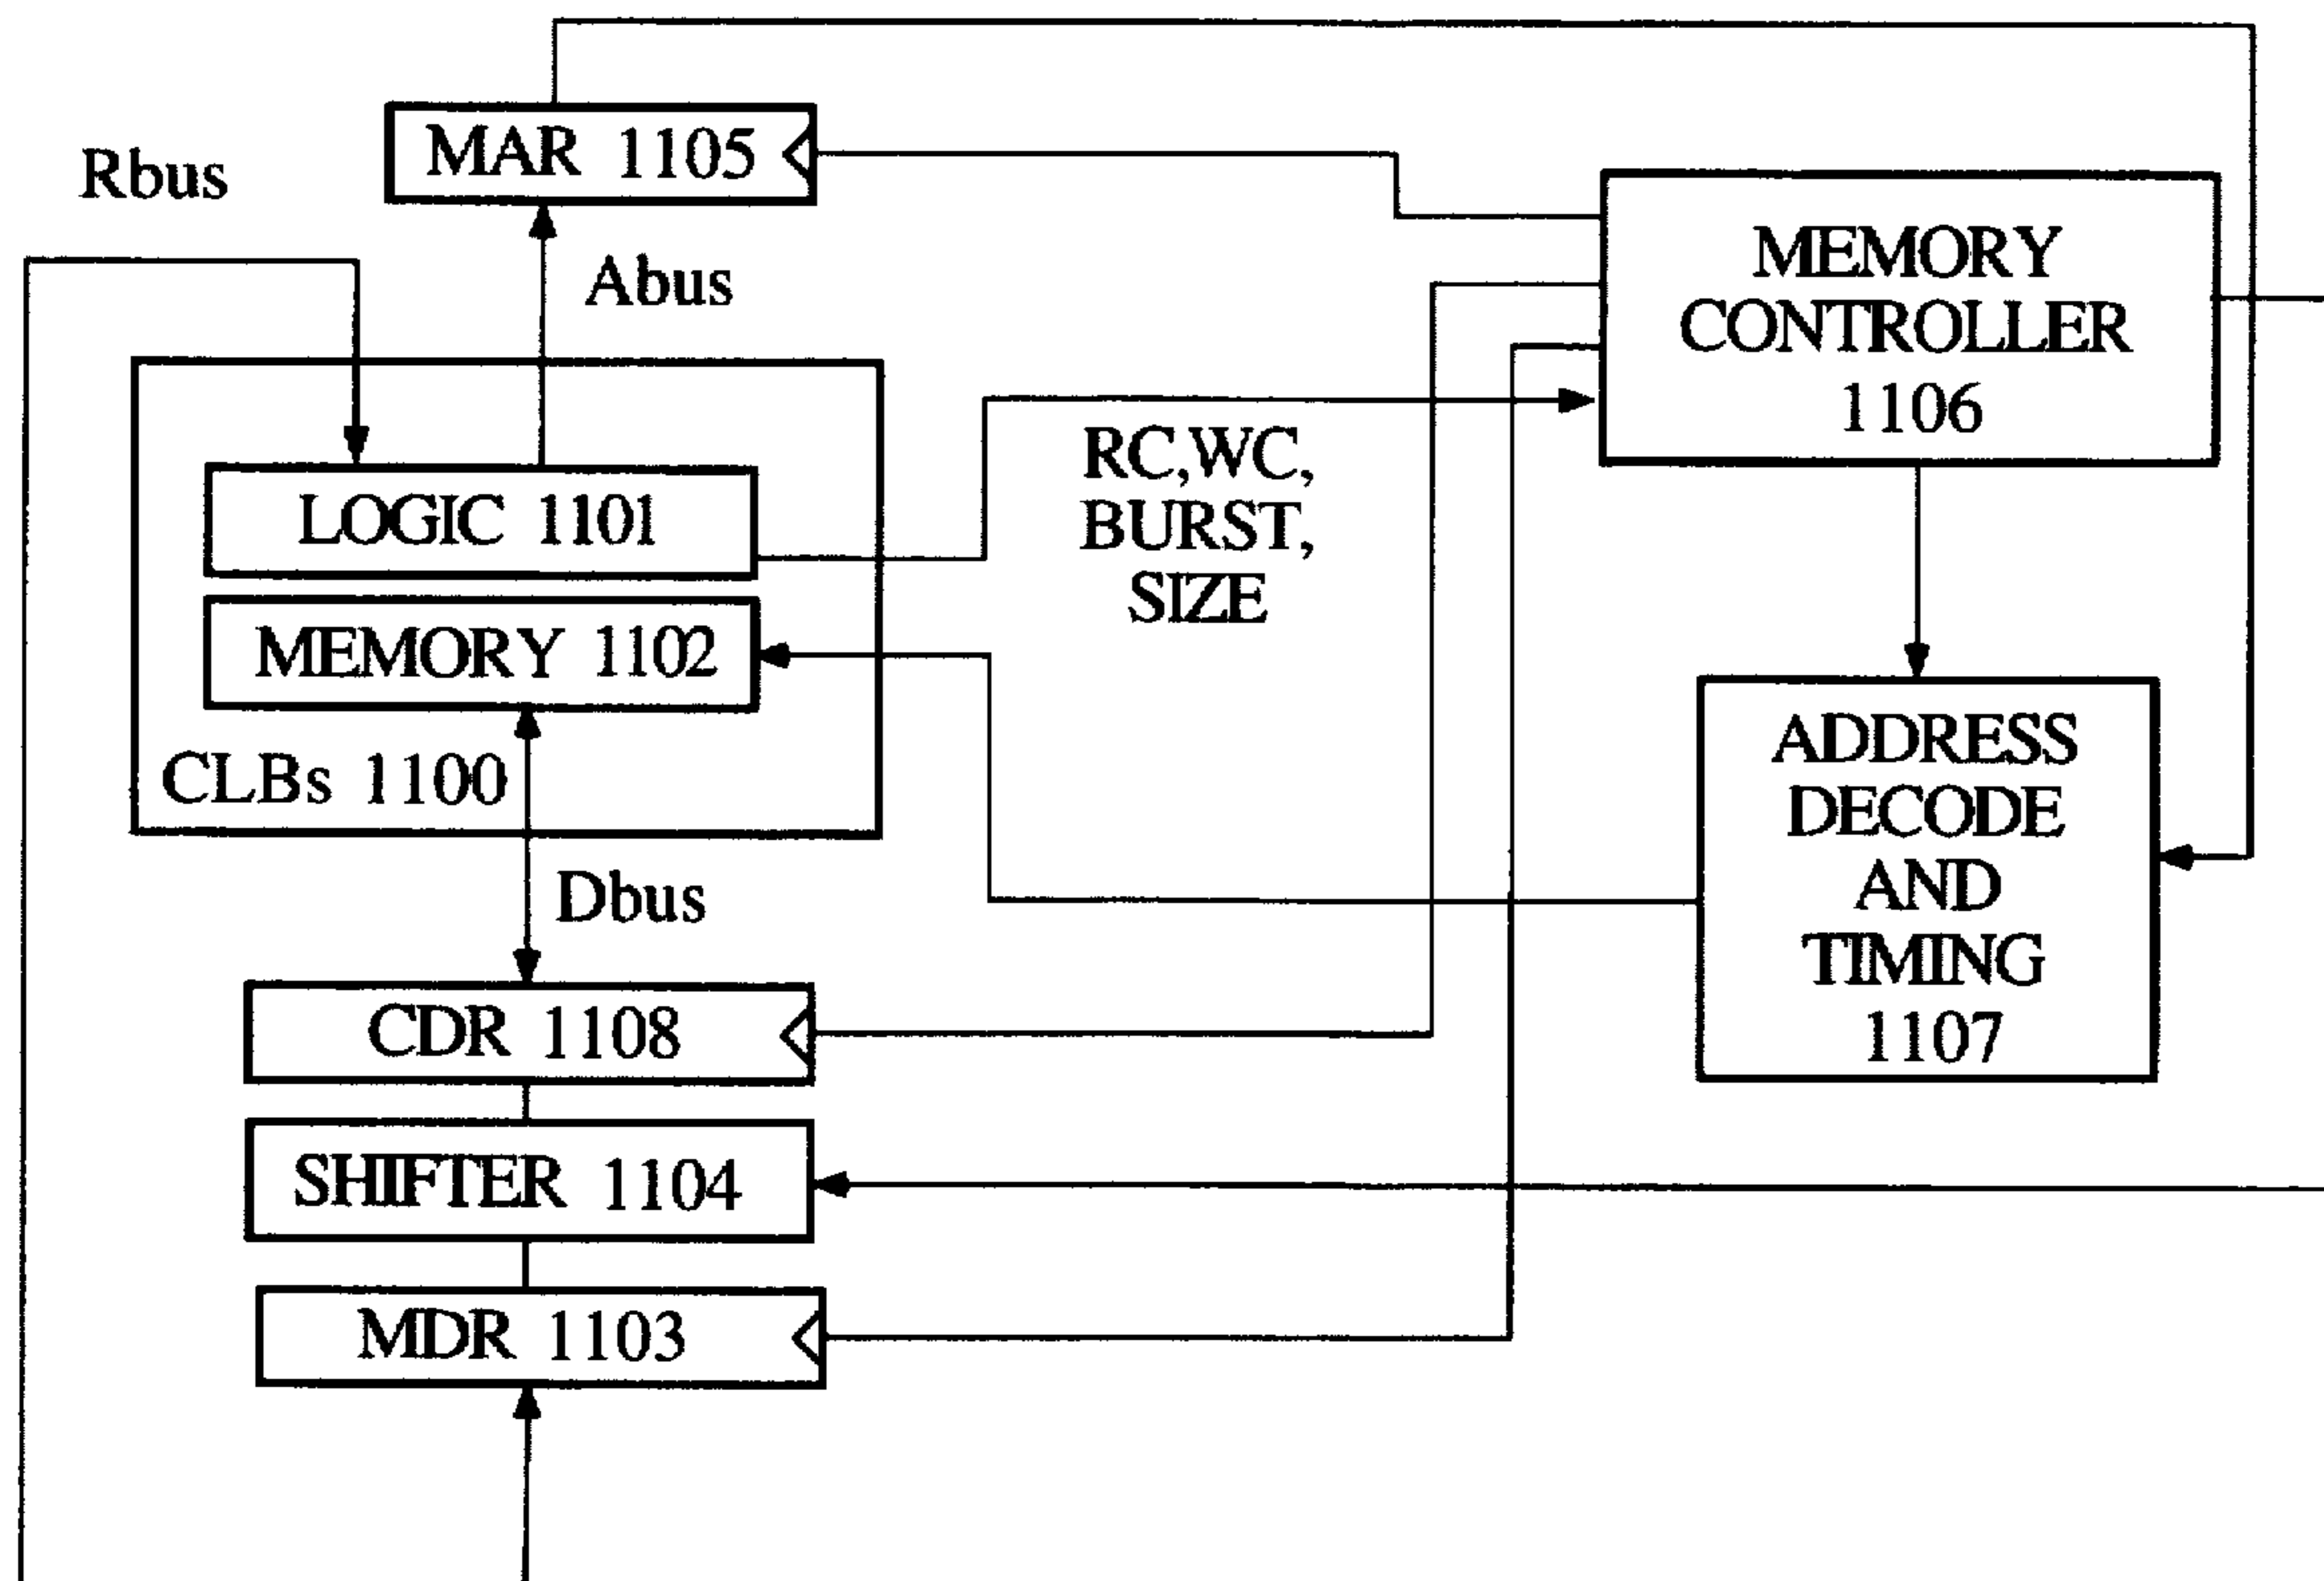 MAR 1105
Rbus
Abus
MEMORY
CONTROLLER
1106
RC,WC,
BURST,
SIZE
LOGIC 1101
MEMORY 1102
CLBs 1100
ADDRESS
DECODE
AND
TIMING
1107
Dbus
CDR 1108
SHIFTER 1104
MDR 1103